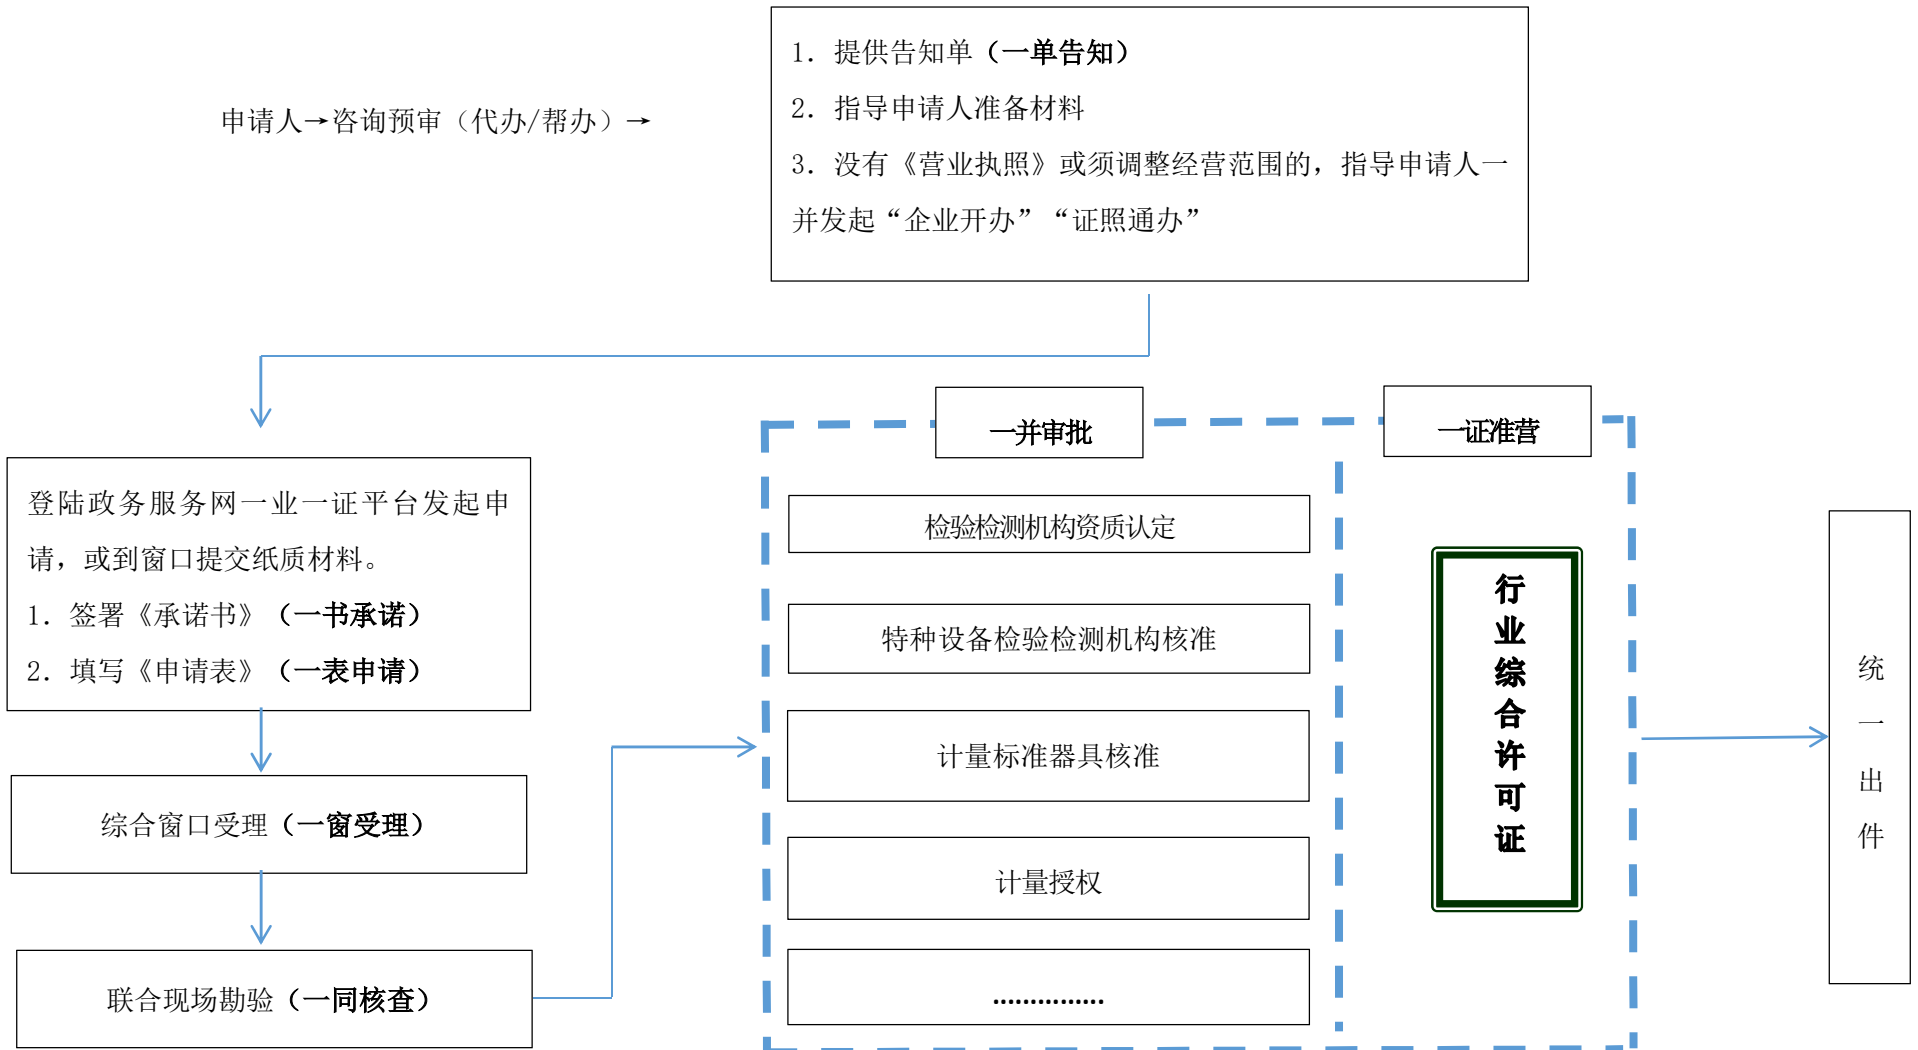 1. 提供告知单（一单告知）
申请人→咨询预审（代办/帮办）→
2. 指导申请人准备材料
3. 没有《营业执照》或须调整经营范围的，指导申请人一
并发起“企业开办”“证照通办”
登陆政务服务网一业一证平台发起申
请，或到窗口提交纸质材料。
1. 签署《承诺书》（一书承诺）
2. 填写《申请表》（一表申请）
综合窗口受理（一窗受理）
联合现场勘验（一同核查）
一并审批
检验检测机构资质认定
特种设备检验检测机构核准
计量标准器具核准
计量授权
...............
一证准营
行
业
综
合
许
可
证
统
一
出
件